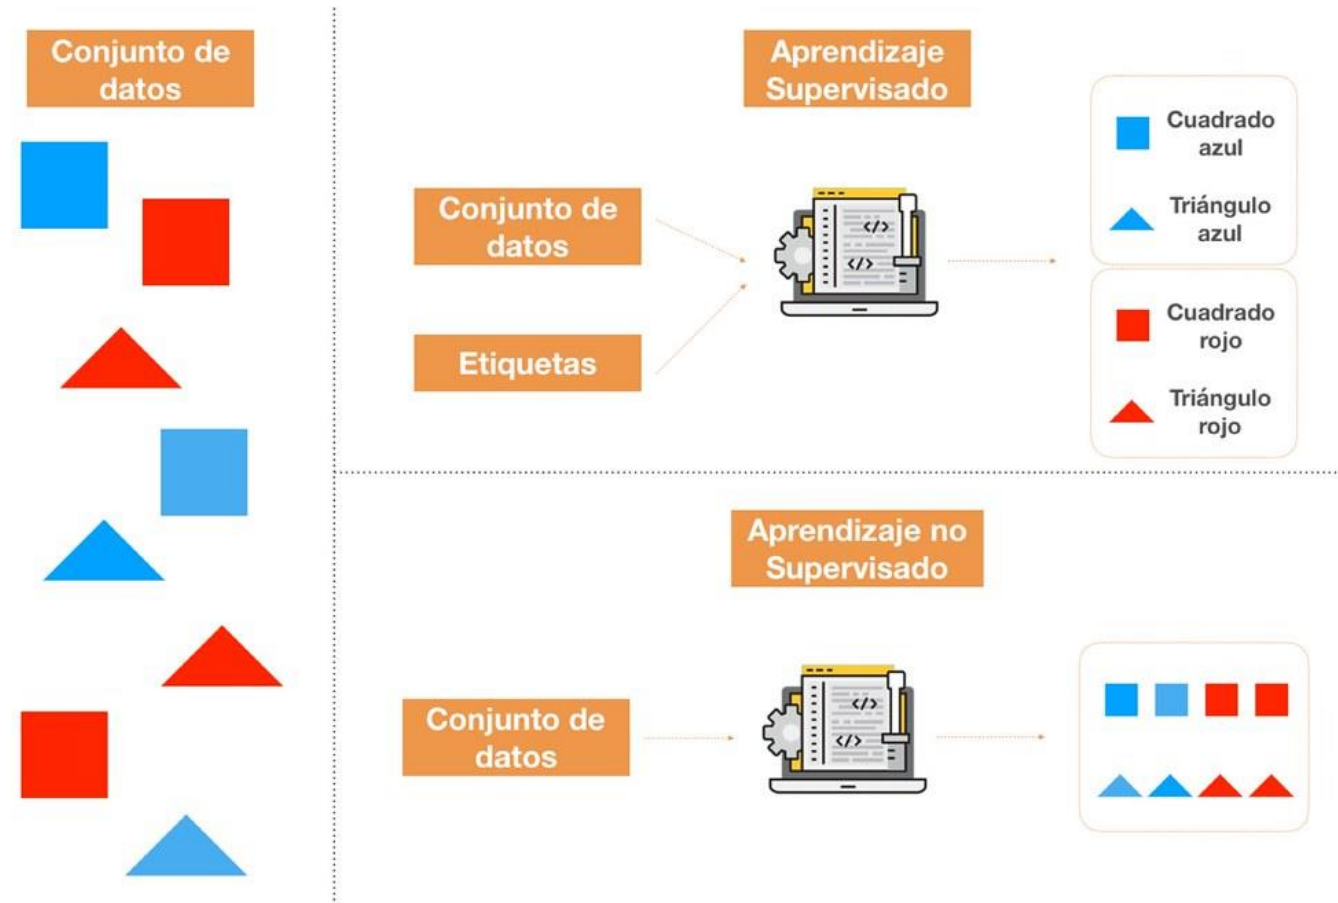 Conjunto de
datos
Aprendizaje
Supervisado
Conjunto de
datos
Etiquetas
</>
</>
Cuadrado
azul
Triángulo
azul
Cuadrado
rojo
Triángulo
rojo
Aprendizaje no
Supervisado
Conjunto de
datos
</>
</>